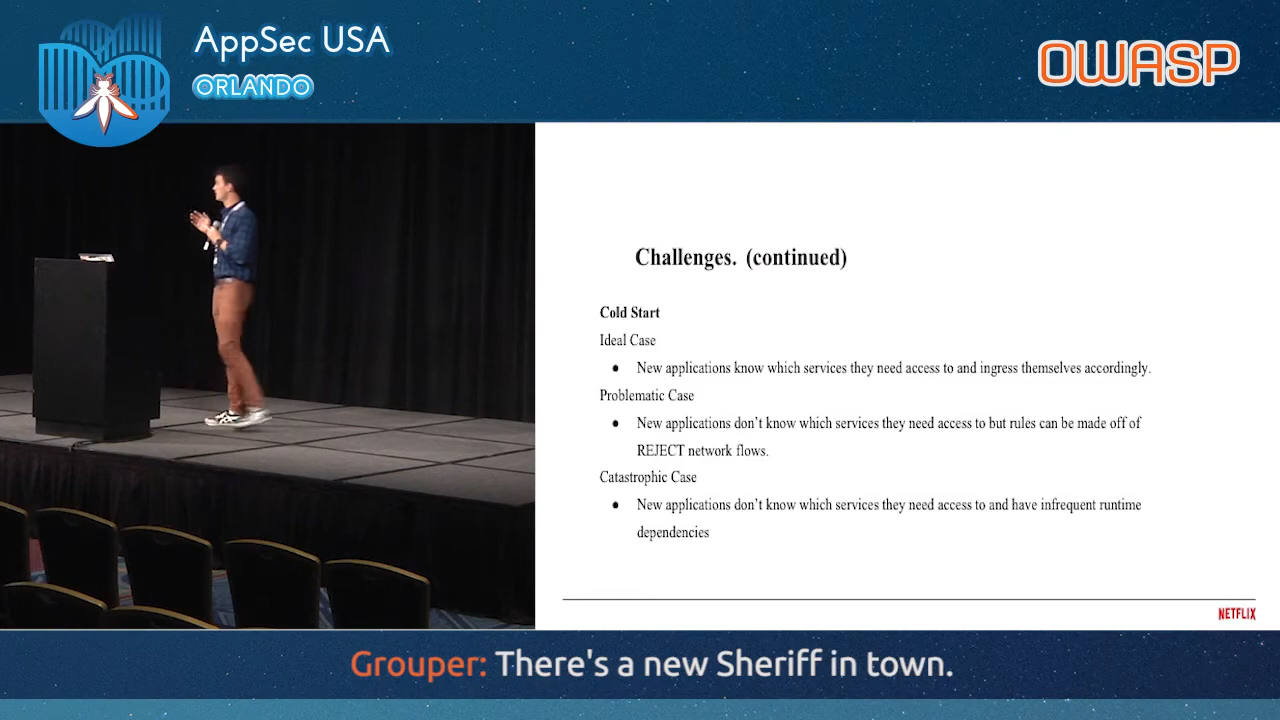 AppSec USA
ORLANDO
OWASP
Challenges. (continued)
Cold Start
Ideal Case
● New applications know which services they need access to and ingress themselves accordingly.
Problematic Case
● New applications don’t know which services they need access to but rules can be made off of
REJECT network flows.
Catastrophic Case
● New applications don’t know which services they need access to and have infrequent runtime
dependencies
NETFLIX
Grouper: There's a new Sheriff in town.